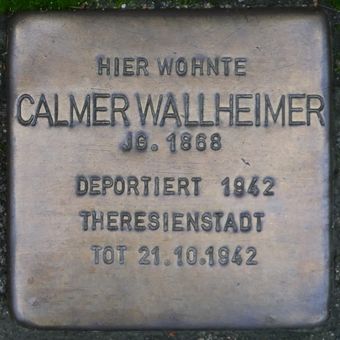 HIER WOHNTE
CALMER WALLHEIMER
JG. 1868
DEPORTIERT 1942
THERESIENSTADT
TOT 21.10.1942